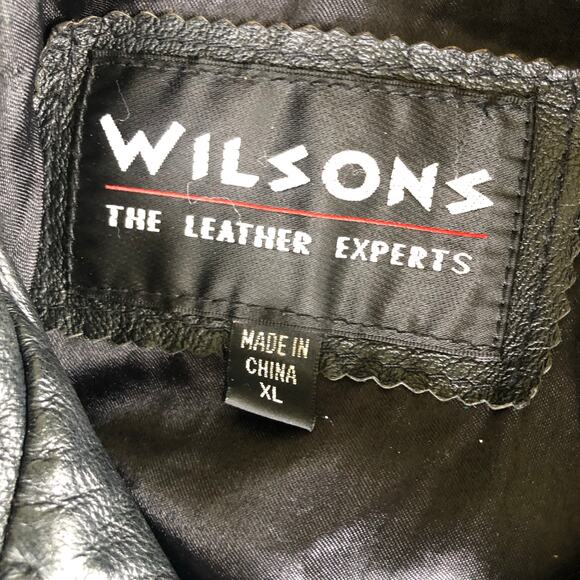 WILSONS
THE LEATHER EXPERTS
MADE IN
CHINA
XL